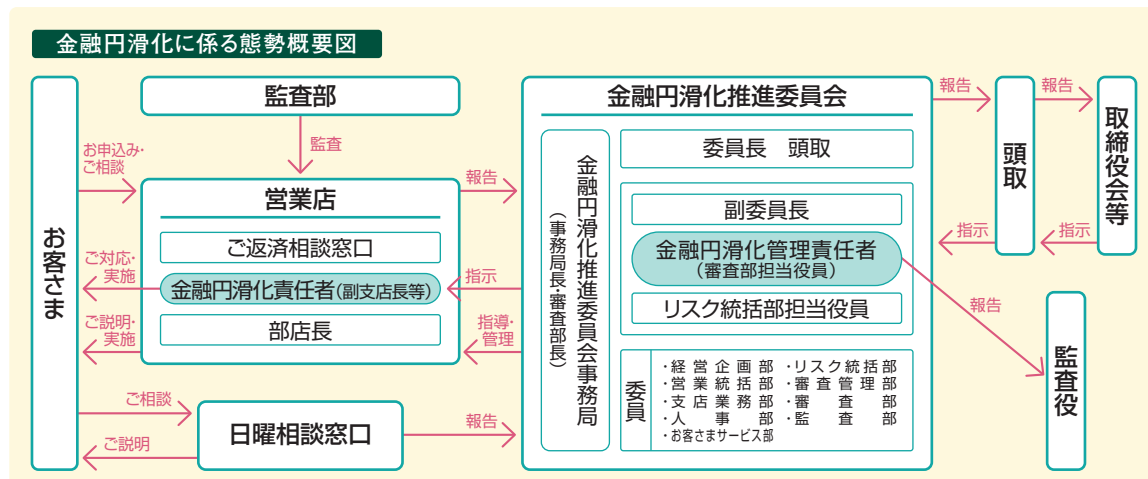 金融円滑化に係る態勢概要図
お客さま
お申込み・
ご相談
ご対応・
実施
ご説明・
実施
ご相談
ご説明
監査部
監査
営業店
ご返済相談窓口
金融円滑化責任者(副支店長等)
部店長
日曜相談窓口
報告
指示
指導・
管理
報告
金融円滑化推進委員会
金融円滑化推進委員会事務局
(事務局長・審査部長)
委員長　頭取
副委員長
金融円滑化管理責任者
(審査部担当役員)
リスク統括部担当役員
委員
・経営企画部 ・リスク統括部
・営業統括部 ・審査管理部
・支店業務部 ・審査部
・人事部 ・監査部
・お客さまサービス部
報告
指示
頭取
報告
指示
取締役会等
報告
監査役